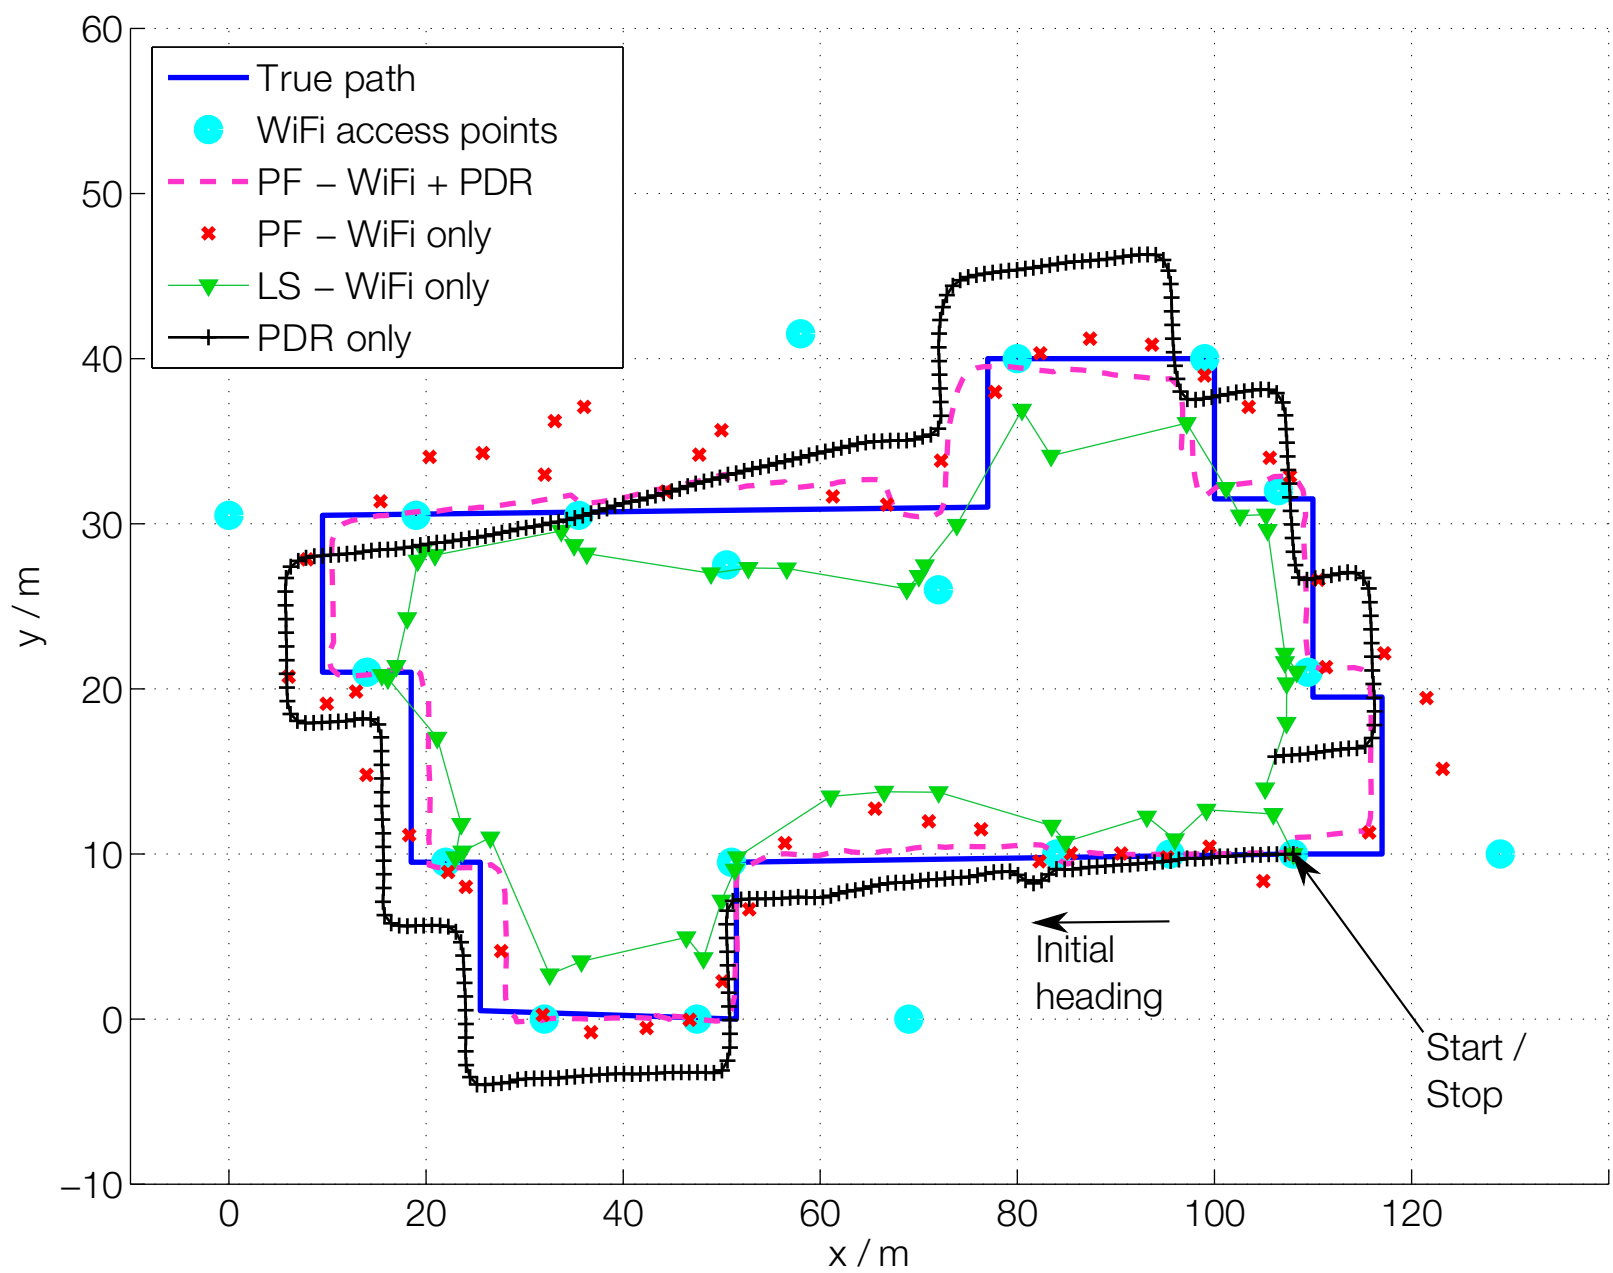 60
50
40
30
20
10
0
−10
0
20
40
60
80
100
120
x / m
y / m
True path
WiFi access points
PF − WiFi + PDR
PF − WiFi only
LS − WiFi only
PDR only
Initial
heading
Start /
Stop